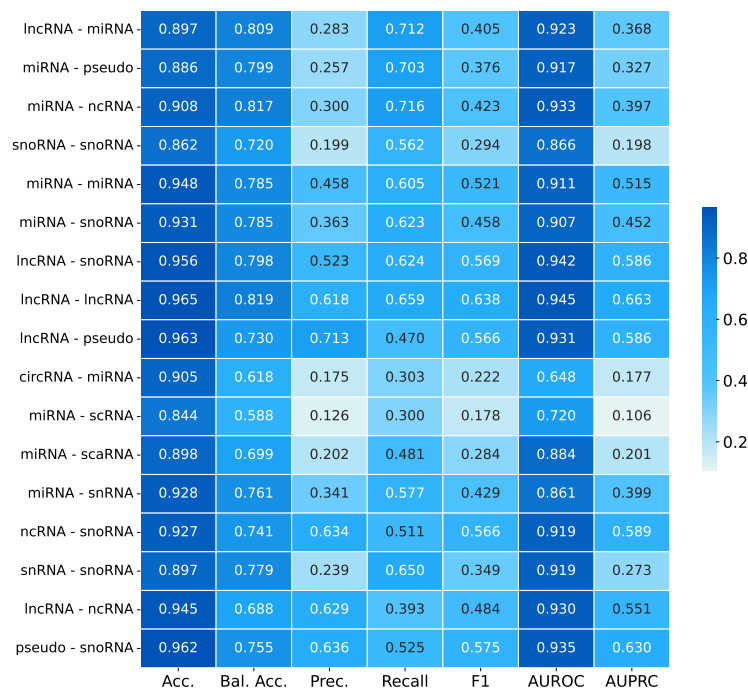 lncRNA - miRNA 0.897 0.809 0.283 0.712 0.405 0.923 0.368
miRNA - pseudo 0.886 0.799 0.257 0.703 0.376 0.917 0.327
miRNA - ncRNA 0.908 0.817 0.300 0.716 0.423 0.933 0.397
snoRNA - snoRNA 0.862 0.720 0.199 0.562 0.294 0.866 0.198
miRNA - miRNA 0.948 0.785 0.458 0.605 0.521 0.911 0.515
miRNA - snoRNA 0.931 0.785 0.363 0.623 0.458 0.907 0.452
lncRNA - snoRNA 0.956 0.798 0.523 0.624 0.569 0.942 0.586
lncRNA - lncRNA 0.965 0.819 0.618 0.659 0.638 0.945 0.663
lncRNA - pseudo 0.963 0.730 0.713 0.470 0.566 0.931 0.586
circRNA - miRNA 0.905 0.618 0.175 0.303 0.222 0.648 0.177
miRNA - scRNA 0.844 0.588 0.126 0.300 0.178 0.720 0.106
miRNA - scaRNA 0.898 0.699 0.202 0.481 0.284 0.884 0.201
miRNA - snRNA 0.928 0.761 0.341 0.577 0.429 0.861 0.399
ncRNA - snoRNA 0.927 0.741 0.634 0.511 0.566 0.919 0.589
snRNA - snoRNA 0.897 0.779 0.239 0.650 0.349 0.919 0.273
lncRNA - ncRNA 0.945 0.688 0.629 0.393 0.484 0.930 0.551
pseudo - snoRNA 0.962 0.755 0.636 0.525 0.575 0.935 0.630
Acc. Bal. Acc. Prec. Recall F1 AUROC AUPRC
0.8
0.6
0.4
0.2